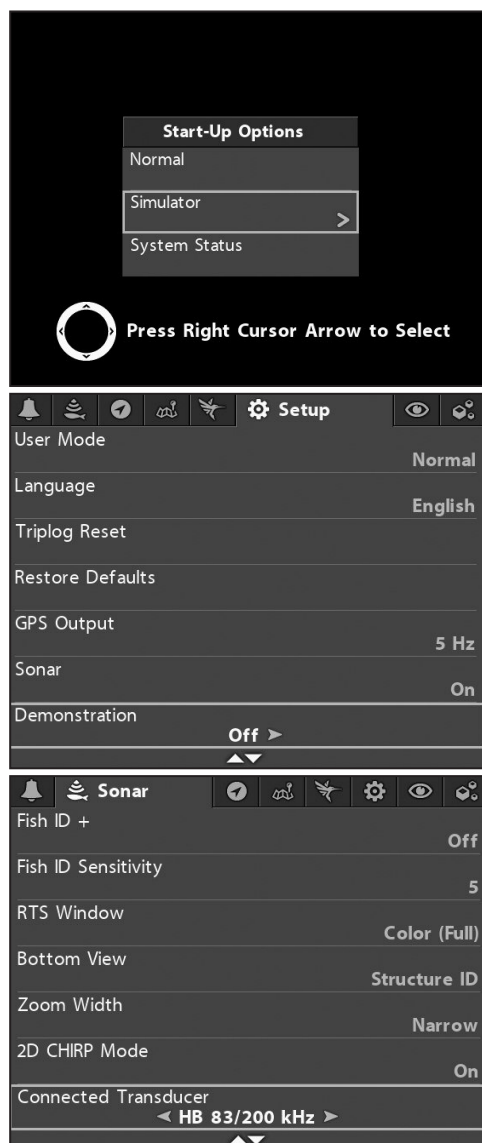 Start-Up Options
Normal
Simulator
>
System Status
Press Right Cursor Arrow to Select
Setup
User Mode
Normal
Language
English
Triplog Reset
Restore Defaults
GPS Output
5 Hz
Sonar
On
Demonstration
Off
Sonar
Fish ID +
Off
Fish ID Sensitivity
5
RTS Window
Color (Full)
Bottom View
Structure ID
Zoom Width
Narrow
2D CHIRP Mode
On
Connected Transducer
HB 83/200 kHz